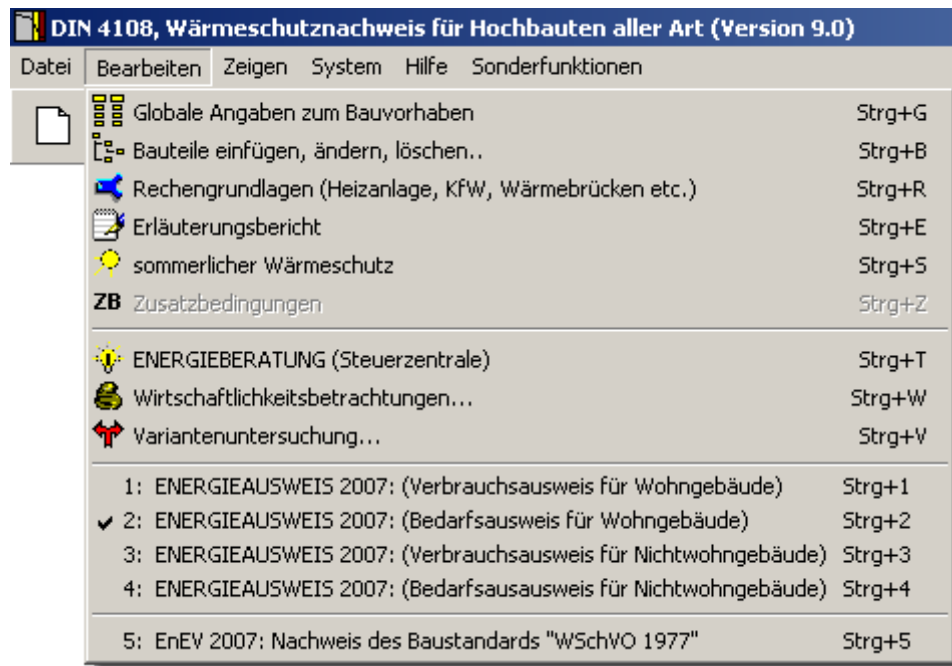 DIN 4108, Wärmeschutznachweis für Hochbauten aller Art (Version 9.0)
Datei Bearbeiten Zeigen System Hilfe Sonderfunktionen
Globale Angaben zum Bauvorhaben Strg+G
Bauteile einfügen, ändern, löschen.. Strg+B
Rechengrundlagen (Heizanlage, KfW, Wärmebrücken etc.) Strg+R
Erläuterungsbericht Strg+E
sommerlicher Wärmeschutz Strg+S
ZB Zusatzbedingungen Strg+Z
ENERGIEBERATUNG (Steuerzentrale) Strg+T
Wirtschaftlichkeitsbetrachtungen... Strg+W
Variantenuntersuchung... Strg+V
1: ENERGIEAUSWEIS 2007: (Verbrauchsausweis für Wohngebäude) Strg+1
2: ENERGIEAUSWEIS 2007: (Bedarfsausweis für Wohngebäude) Strg+2
3: ENERGIEAUSWEIS 2007: (Verbrauchsausweis für Nichtwohngebäude) Strg+3
4: ENERGIEAUSWEIS 2007: (Bedarfsausausweis für Nichtwohngebäude) Strg+4
5: EnEV 2007: Nachweis des Baustandards "WSchVO 1977" Strg+5